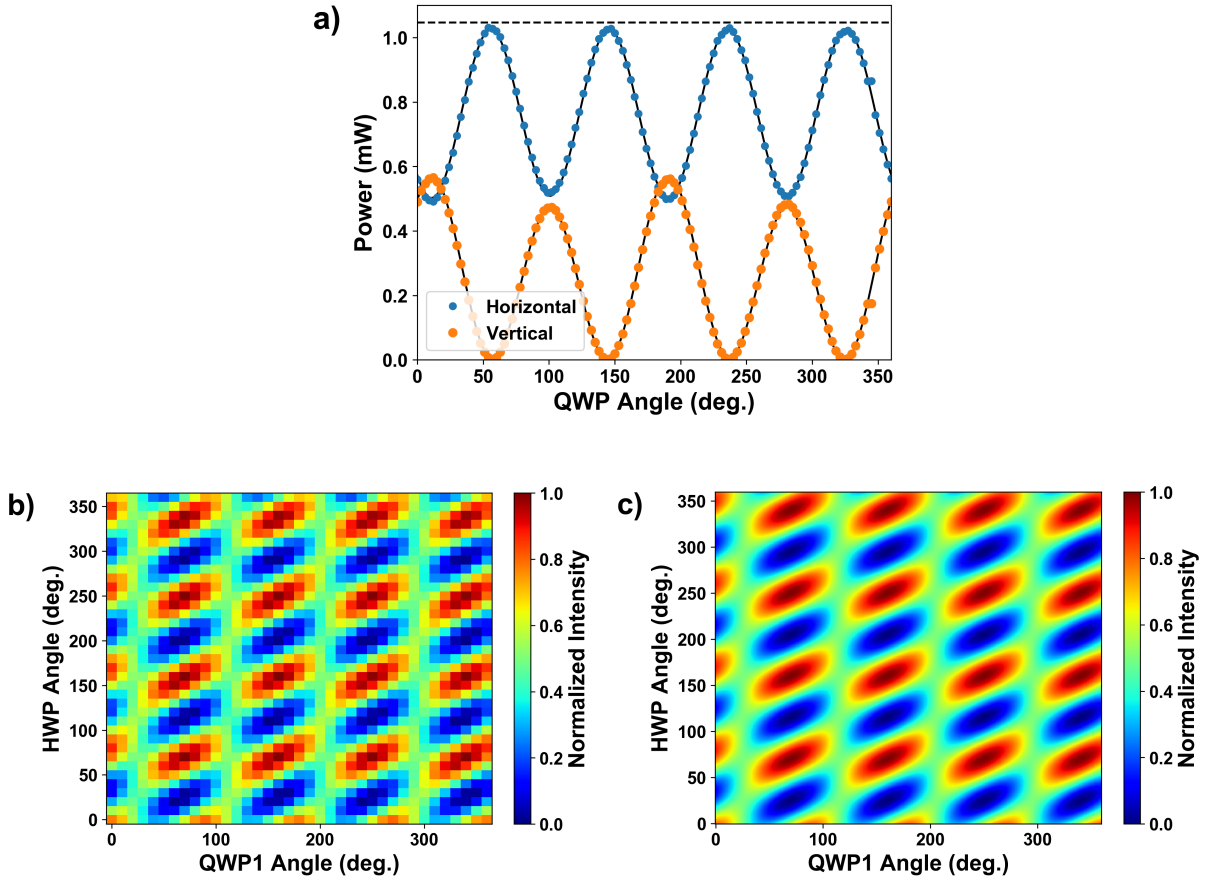 a)
Power (mW)
1.0
0.8
0.6
0.4
0.2
0.0
Horizontal
Vertical
0 50 100 150 200 250 300 350
QWP Angle (deg.)
b)
HWP Angle (deg.)
350
300
250
200
150
100
50
0
0 100 200 300
QWP1 Angle (deg.)
1.0
0.8
0.6
0.4
0.2
0.0
Normalized Intensity
c)
HWP Angle (deg.)
350
300
250
200
150
100
50
0
0 100 200 300
QWP1 Angle (deg.)
1.0
0.8
0.6
0.4
0.2
0.0
Normalized Intensity